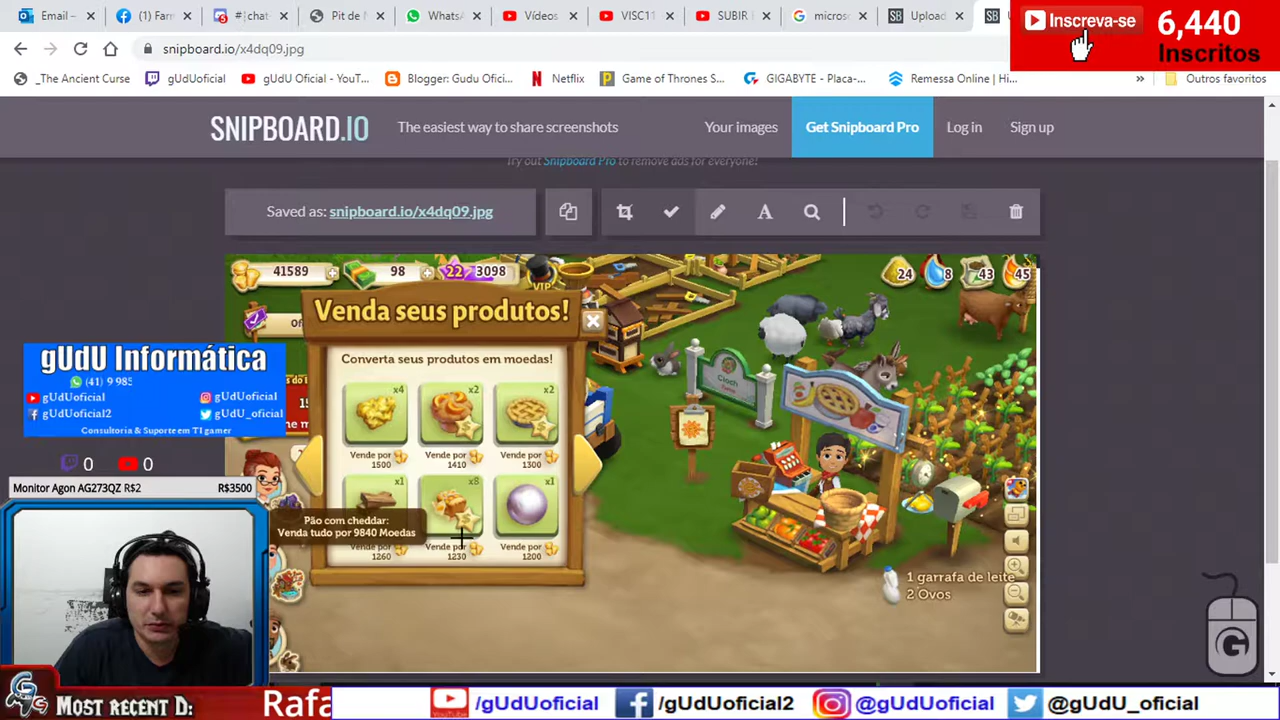 Email –
(1) Farm
#│chat
Pit de M
WhatsA
Vídeos
VISC11
SUBIR
micros
Upload
6,440
Inscreva-se
Inscritos
snipboard.io/x4dq09.jpg
_The Ancient Curse
gUdUoficial
gUdU Oficial - YouT...
Blogger: Gudu Ofici...
Netflix
Game of Thrones S...
GIGABYTE - Placa-...
Remessa Online | Hi...
»
Outros favoritos
SNIPBOARD.IO
The easiest way to share screenshots
Your images
Get Snipboard Pro
Log in
Sign up
Try out Snipboard Pro to remove ads for everyone!
Saved as: snipboard.io/x4dq09.jpg
41589
98
22
3098
VIP
24
8
43
45
Venda seus produtos!
Converta seus produtos em moedas!
x4
x2
x2
Vende por
1500
Vende por
1410
Vende por
1300
x1
x8
x1
Pão com cheddar:
Venda tudo por 9840 Moedas
Vende por
1260
Vende por
1230
Vende por
1200
1 garrafa de leite
2 Ovos
gUdU Informática
(41) 9 985
gUdUoficial
gUdUoficial
gUdUoficial2
gUdU_oficial
Consultoria & Suporte em TI gamer
0
0
Monitor Agon AG273QZ R$2
R$3500
G
Most recent D:
Rafa
/gUdUoficial
/gUdUoficial2
@gUdUoficial
@gUdU_oficial